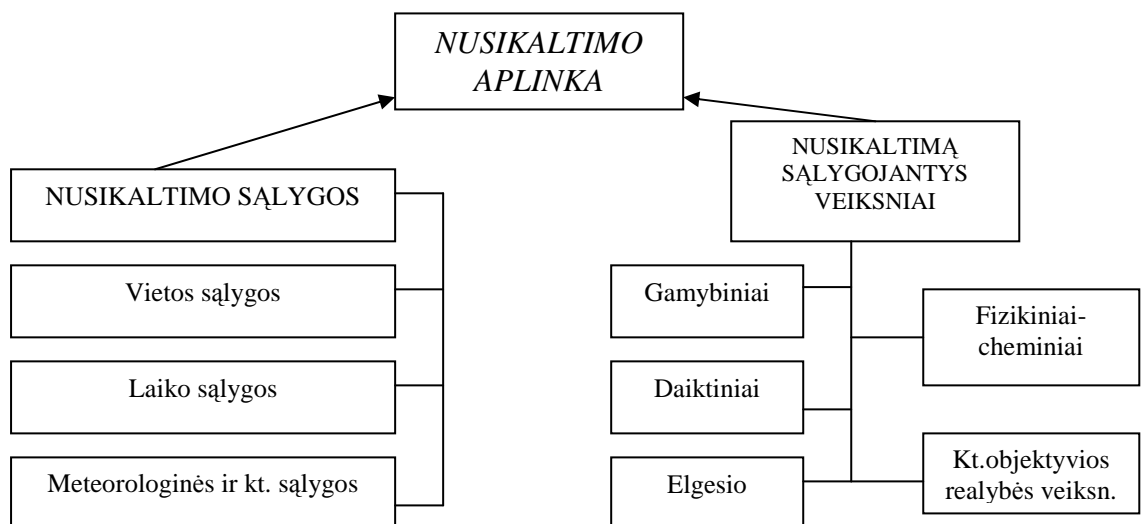 NUSIKALTIMO
APLINKA
NUSIKALTIMO SĄLYGOS
Vietos sąlygos
Laiko sąlygos
Meteorologinės ir kt. sąlygos
NUSIKALTIMĄ
SĄLYGOJANTYS
VEIKSNIAI
Gamybiniai
Daiktiniai
Elgesio
Fizikiniai-
cheminiai
Kt.objektyvios
realybės veiksn.